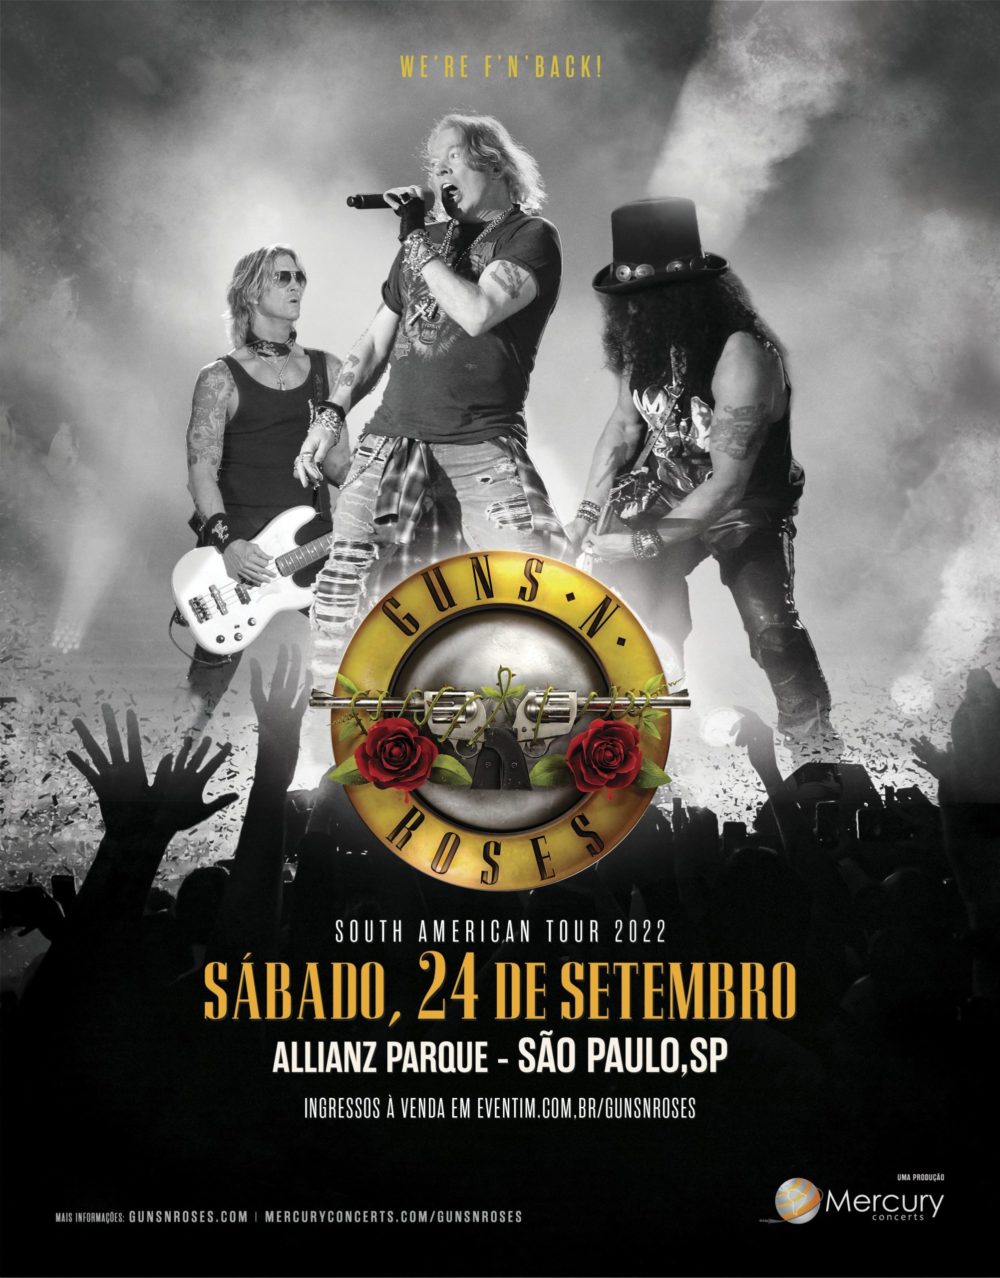 WE'RE F'N'BACK!
GUNS·N·
ROSES
SOUTH AMERICAN TOUR 2022
SÁBADO, 24 DE SETEMBRO
ALLIANZ PARQUE - SÃO PAULO,SP
INGRESSOS À VENDA EM EVENTIM.COM,BR/GUNSNROSES
UMA PRODUÇÃO
Mercury
concerts
MAIS INFORMAÇÕES: GUNSNROSES.COM | MERCURYCONCERTS.COM/GUNSNROSES